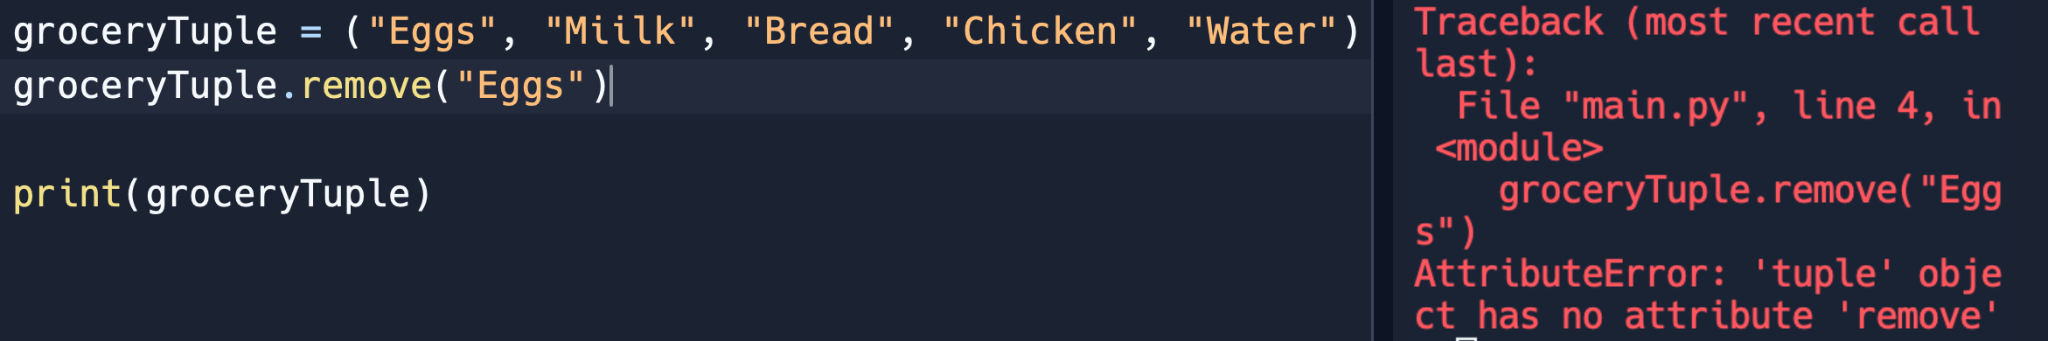 groceryTuple = ("Eggs", "Miilk", "Bread", "Chicken", "Water")
groceryTuple.remove("Eggs")
print(groceryTuple)
Traceback (most recent call
last):
File "main.py", line 4, in
<module>
groceryTuple.remove("Egg
s")
AttributeError: 'tuple' obje
ct has no attribute 'remove'